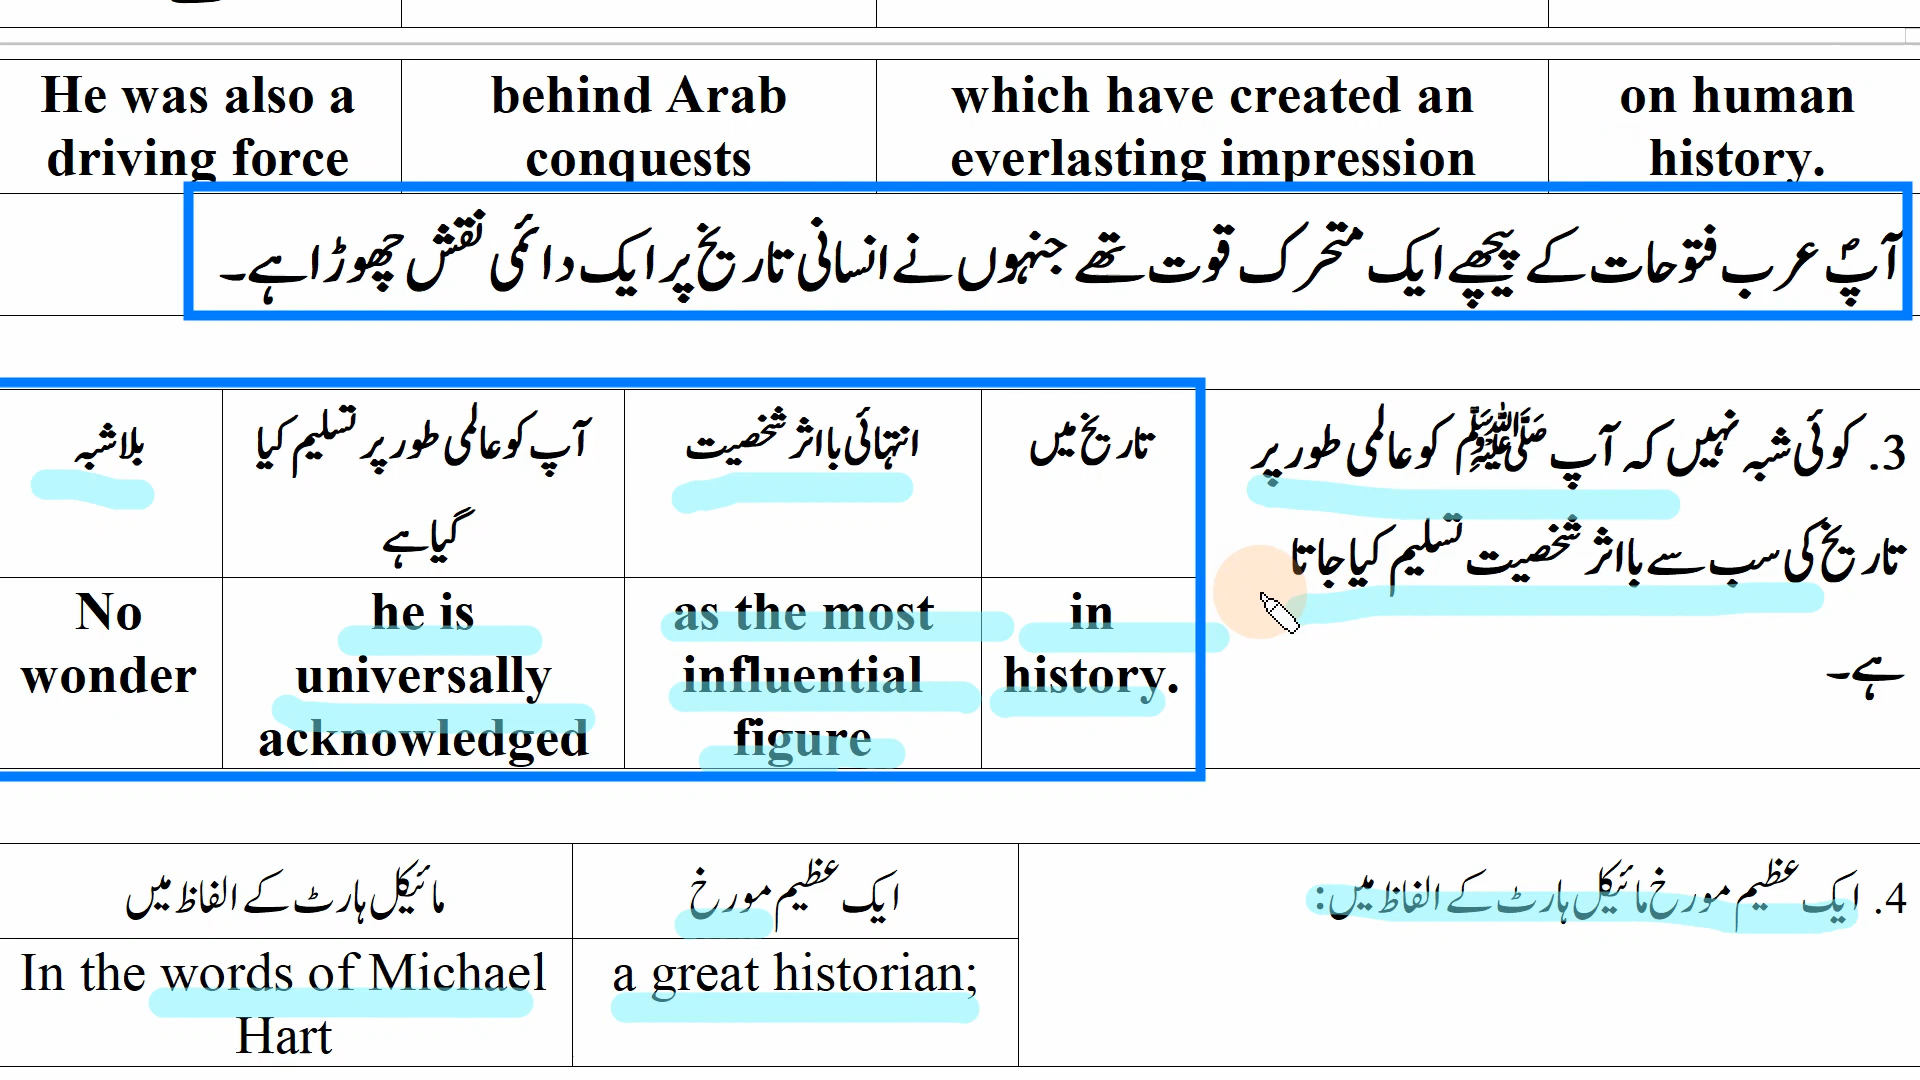 He was also a
driving force
behind Arab
conquests
which have created an
everlasting impression
on human
history.
آپؐ عرب فتوحات کے پیچھے ایک متحرک قوت تھے جنہوں نے انسانی تاریخ پر ایک دائمی نقش چھوڑا ہے۔
3. کوئی شبہ نہیں کہ آپ ﷺ کو عالمی طور پر
تاریخ کی سب سے بااثر شخصیت تسلیم کیا جاتا
ہے۔
تاریخ میں
انتہائی بااثر شخصیت
آپ کو عالمی طور پر تسلیم کیا
گیا ہے
بلاشبہ
No
wonder
he is
universally
acknowledged
as the most
influential
figure
in
history.
4. ایک عظیم مورخ مائیکل ہارٹ کے الفاظ میں:
ایک عظیم مورخ
مائیکل ہارٹ کے الفاظ میں
In the words of Michael
Hart
a great historian;